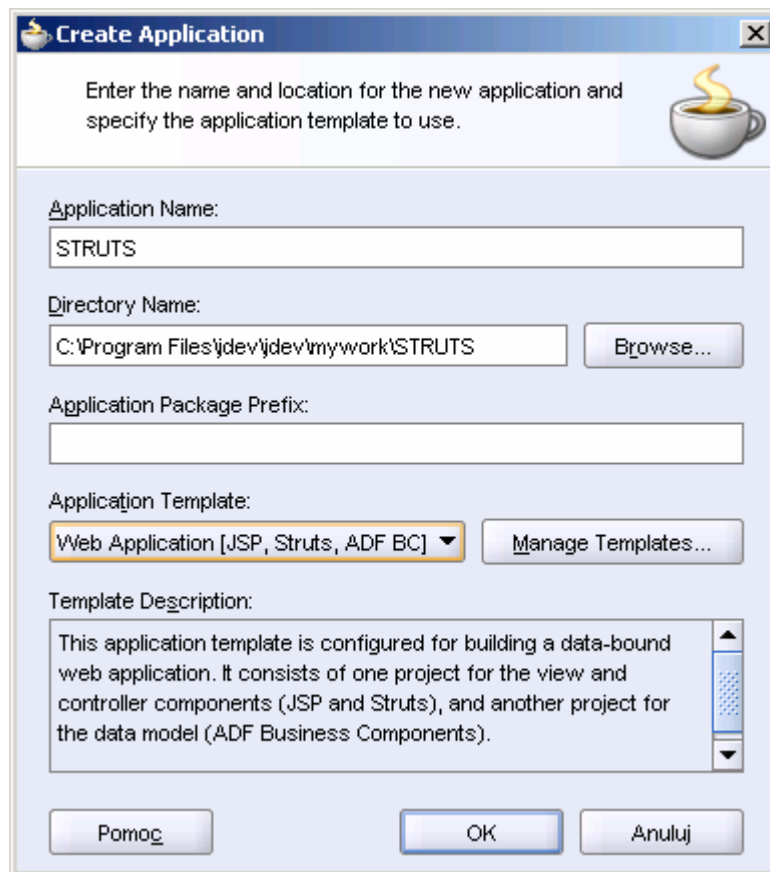 Create Application
Enter the name and location for the new application and
specify the application template to use.
Application Name:
STRUTS
Directory Name:
C:\Program Files\jdev\jdev\mywork\STRUTS
Browse...
Application Package Prefix:
Application Template:
Web Application [JSP, Struts, ADF BC]
Manage Templates...
Template Description:
This application template is configured for building a data-bound
web application. It consists of one project for the view and
controller components (JSP and Struts), and another project for
the data model (ADF Business Components).
Pomoc
OK
Anuluj